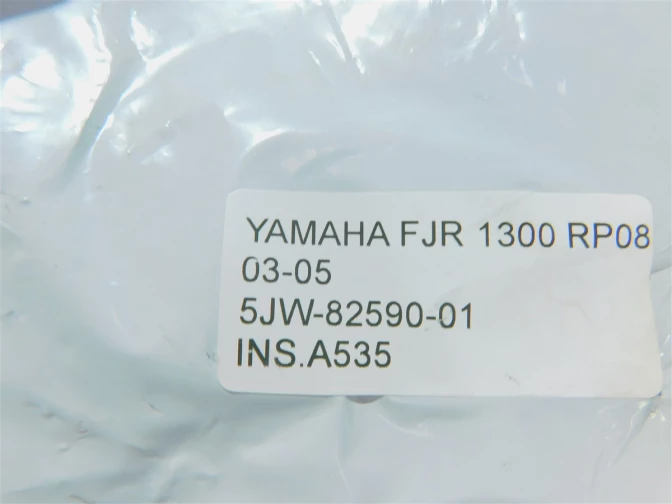 YAMAHA FJR 1300 RP08
03-05
5JW-82590-01
INS.A535